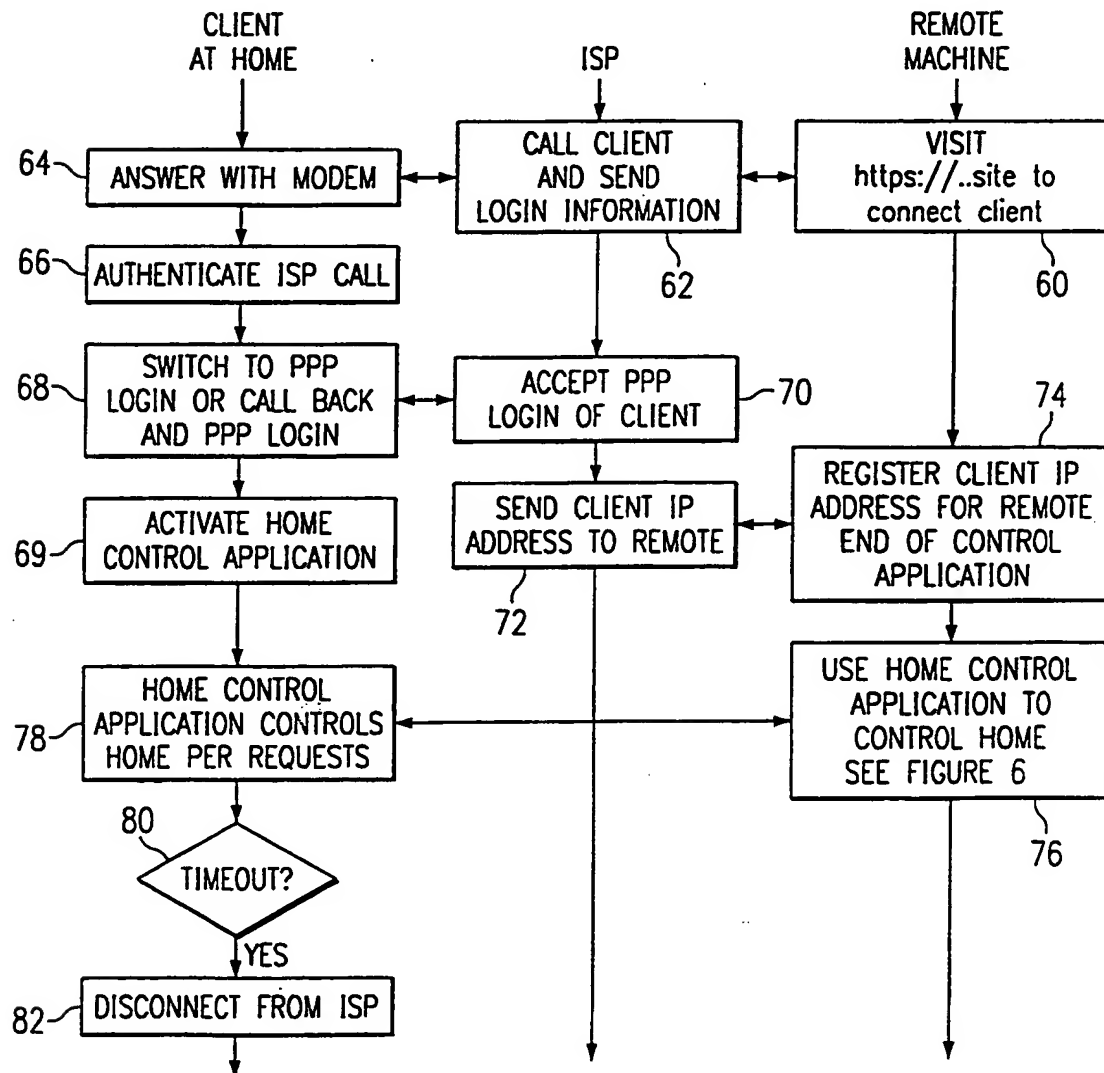 CLIENT
AT HOME
ISP
REMOTE
MACHINE
64
ANSWER WITH MODEM
CALL CLIENT
AND SEND
LOGIN INFORMATION
62
VISIT
https://..site to
connect client
60
66
AUTHENTICATE ISP CALL
68
SWITCH TO PPP
LOGIN OR CALL BACK
AND PPP LOGIN
ACCEPT PPP
LOGIN OF CLIENT
70
74
REGISTER CLIENT IP
ADDRESS FOR REMOTE
END OF CONTROL
APPLICATION
69
ACTIVATE HOME
CONTROL APPLICATION
SEND CLIENT IP
ADDRESS TO REMOTE
72
78
HOME CONTROL
APPLICATION CONTROLS
HOME PER REQUESTS
USE HOME CONTROL
APPLICATION TO
CONTROL HOME
SEE FIGURE 6
76
80
TIMEOUT?
YES
82
DISCONNECT FROM ISP